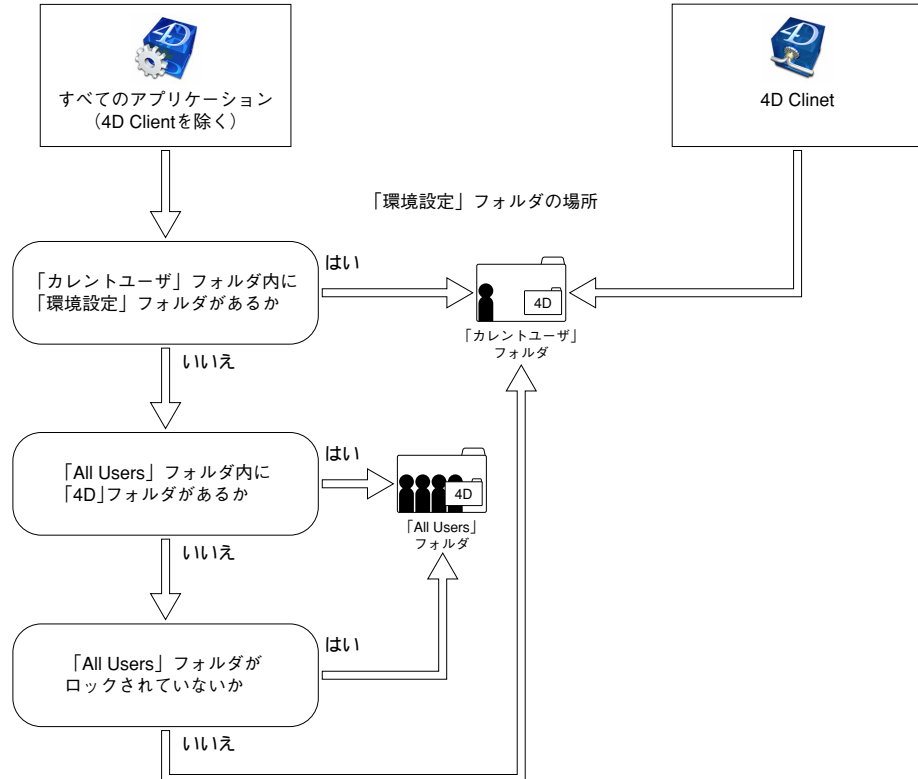 4D
すべてのアプリケーション
（4D Clientを除く）
4D
4D Clinet
「環境設定」フォルダの場所
「カレントユーザ」フォルダ内に
「環境設定」フォルダがあるか
はい
4D
「カレントユーザ」
フォルダ
いいえ
「All Users」フォルダ内に
「4D」フォルダがあるか
はい
4D
「All Users」
フォルダ
いいえ
「All Users」フォルダが
ロックされていないか
はい
いいえ